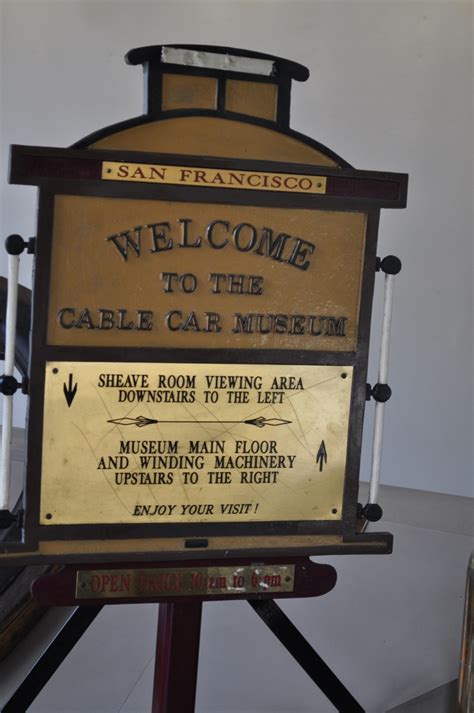 SAN FRANCISCO
WELCOME
TO THE
CABLE CAR MUSEUM
SHEAVE ROOM VIEWING AREA
DOWNSTAIRS TO THE LEFT
MUSEUM MAIN FLOOR
AND WINDING MACHINERY
UPSTAIRS TO THE RIGHT
ENJOY YOUR VISIT!
OPEN DAILY 10am to 6pm